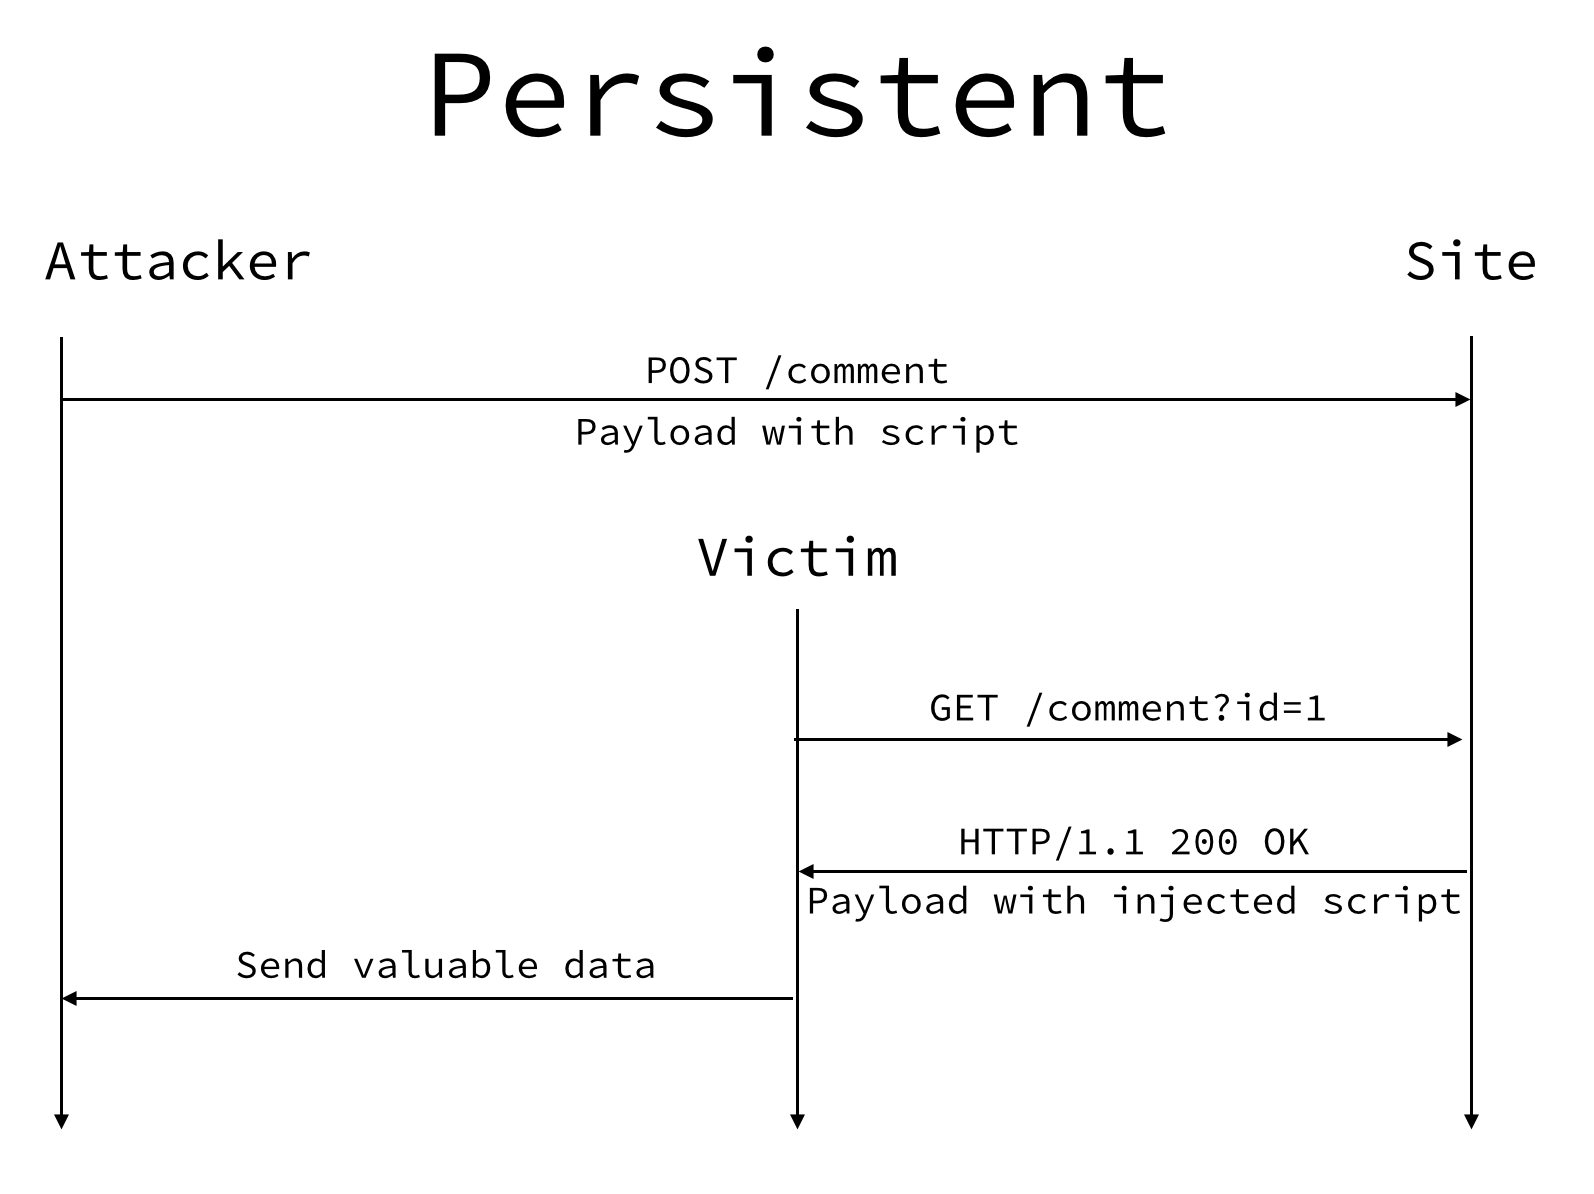 Persistent
Attacker
Site
POST /comment
Payload with script
Victim
GET /comment?id=1
HTTP/1.1 200 OK
Payload with injected script
Send valuable data